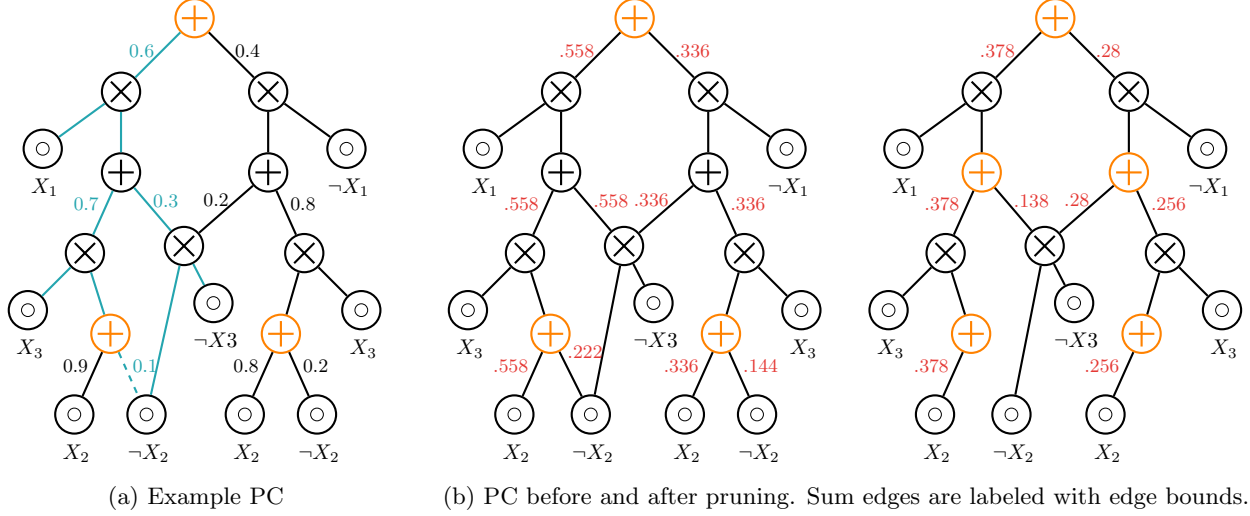 0.6 0.4 .558 .336 .378 .28
X₁ ¬X₁ X₁ ¬X₁ X₁ ¬X₁
0.7 0.3 0.2 0.8 .558 .558 .336 .336 .378 .138 .28 .256
X₃ ¬X3 X₃ X₃ ¬X3 X₃ X₃ ¬X3 X₃
0.9 0.1 0.8 0.2 .558 .222 .336 .144 .378 .256
X₂ ¬X₂ X₂ ¬X₂ X₂ ¬X₂ X₂ ¬X₂ X₂ ¬X₂ X₂
(a) Example PC (b) PC before and after pruning. Sum edges are labeled with edge bounds.